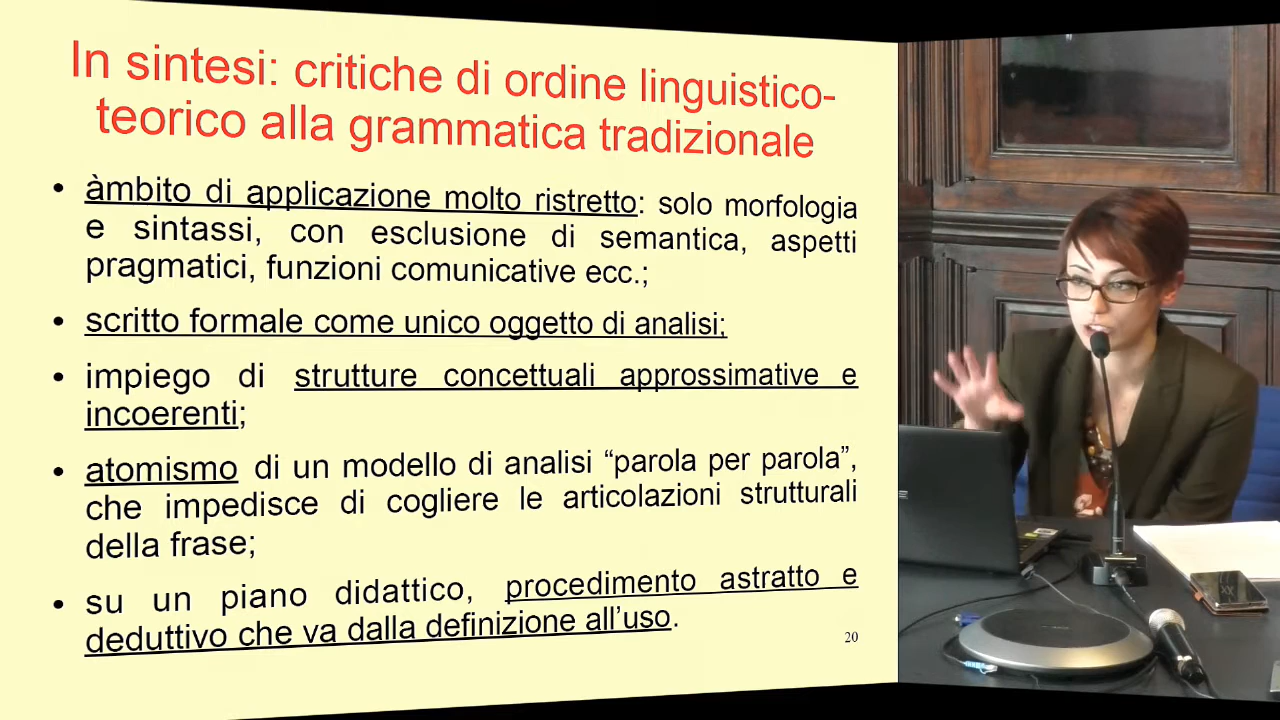 In sintesi: critiche di ordine linguistico-
teorico alla grammatica tradizionale
• àmbito di applicazione molto ristretto: solo morfologia
e sintassi, con esclusione di semantica, aspetti
pragmatici, funzioni comunicative ecc.;
• scritto formale come unico oggetto di analisi;
• impiego di strutture concettuali approssimative e
incoerenti;
• atomismo di un modello di analisi “parola per parola”,
che impedisce di cogliere le articolazioni strutturali
della frase;
• su un piano didattico, procedimento astratto e
deduttivo che va dalla definizione all’uso.
20